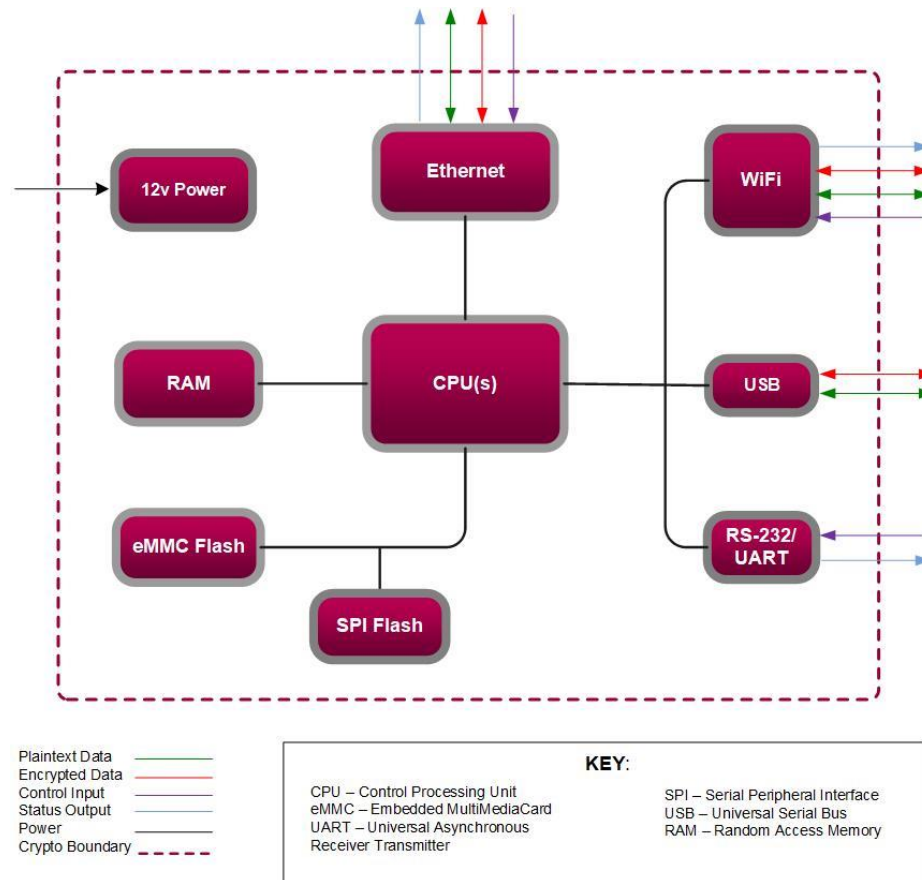 Ethernet
12v Power
WiFi
RAM
CPU(s)
USB
eMMC Flash
RS-232/
UART
SPI Flash
Plaintext Data
Encrypted Data
Control Input
Status Output
Power
Crypto Boundary
KEY:
CPU – Control Processing Unit
eMMC – Embedded MultiMediaCard
UART – Universal Asynchronous
Receiver Transmitter
SPI – Serial Peripheral Interface
USB – Universal Serial Bus
RAM – Random Access Memory